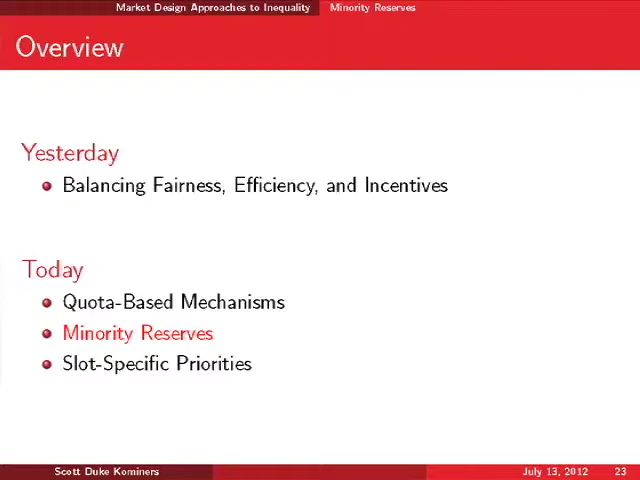 Market Design Approaches to Inequality Minority Reserves
Overview
Yesterday
Balancing Fairness, Efficiency, and Incentives
Today
Quota-Based Mechanisms
Minority Reserves
Slot-Specific Priorities
Scott Duke Kominers July 13, 2012 23